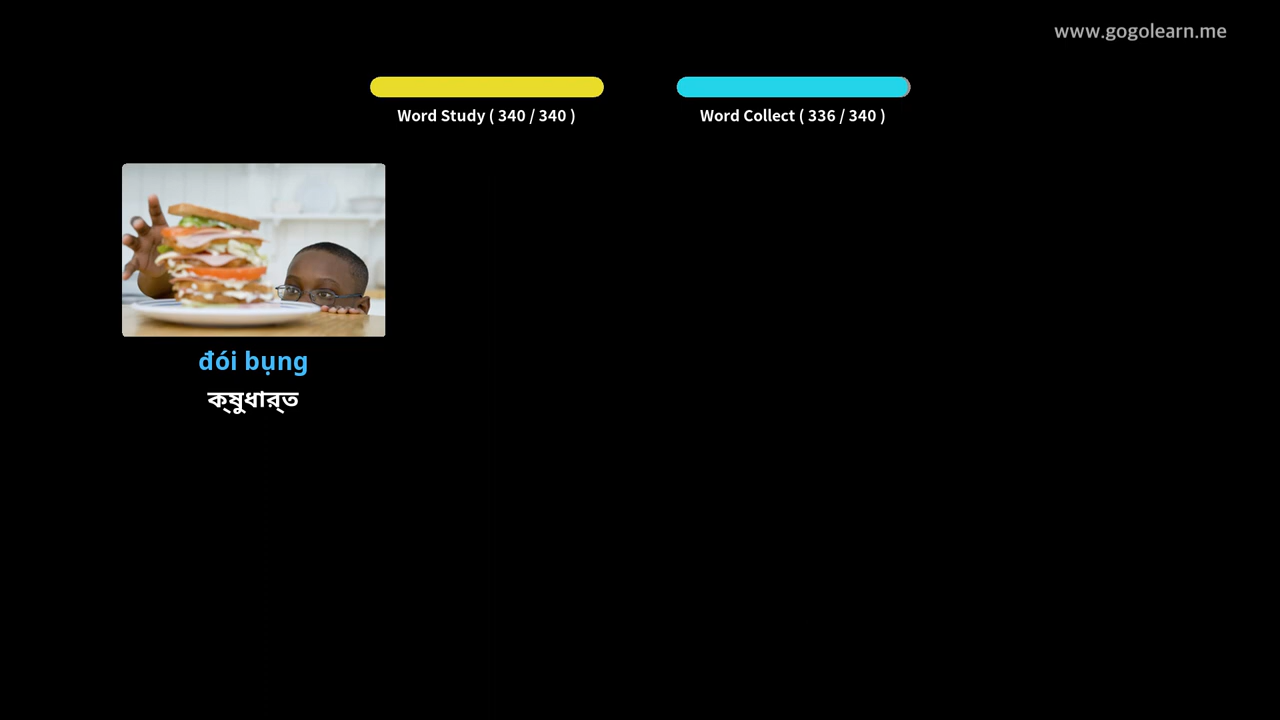 www.gogolearn.me
Word Study ( 340 / 340 )
Word Collect ( 336 / 340 )
đói bụng
ক্ষুধার্ত